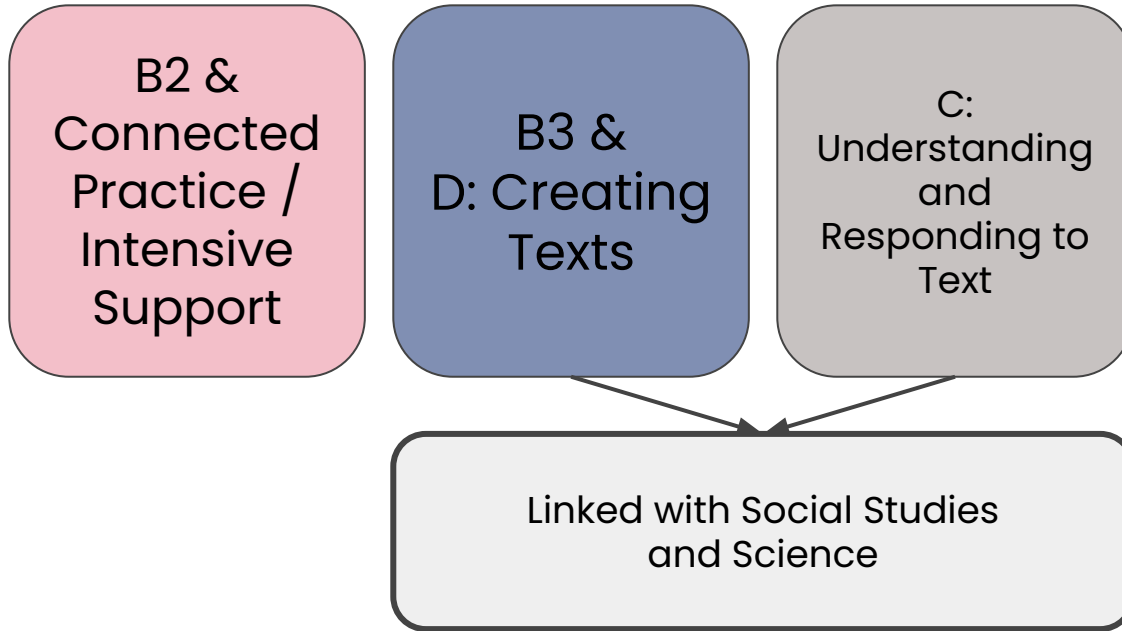 B2 &
Connected
Practice /
Intensive
Support
B3 &
D: Creating
Texts
C:
Understanding
and
Responding to
Text
Linked with Social Studies
and Science